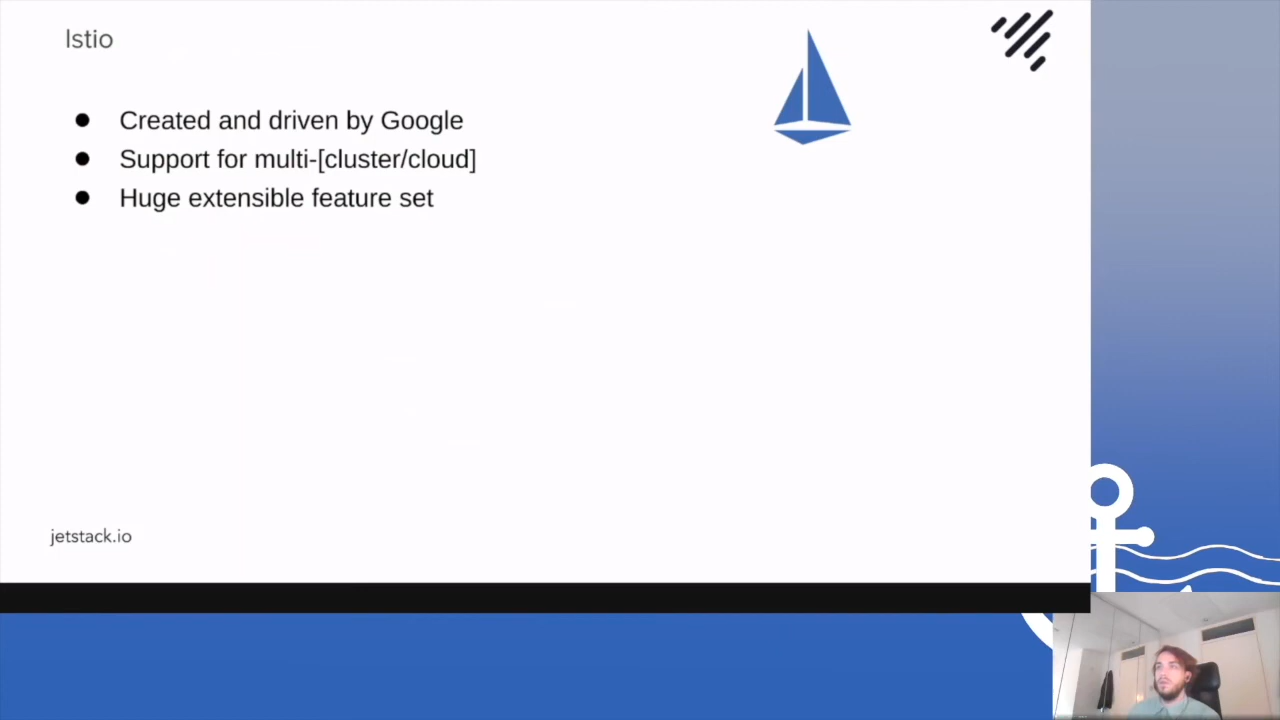 Istio
● Created and driven by Google
● Support for multi-[cluster/cloud]
● Huge extensible feature set
jetstack.io